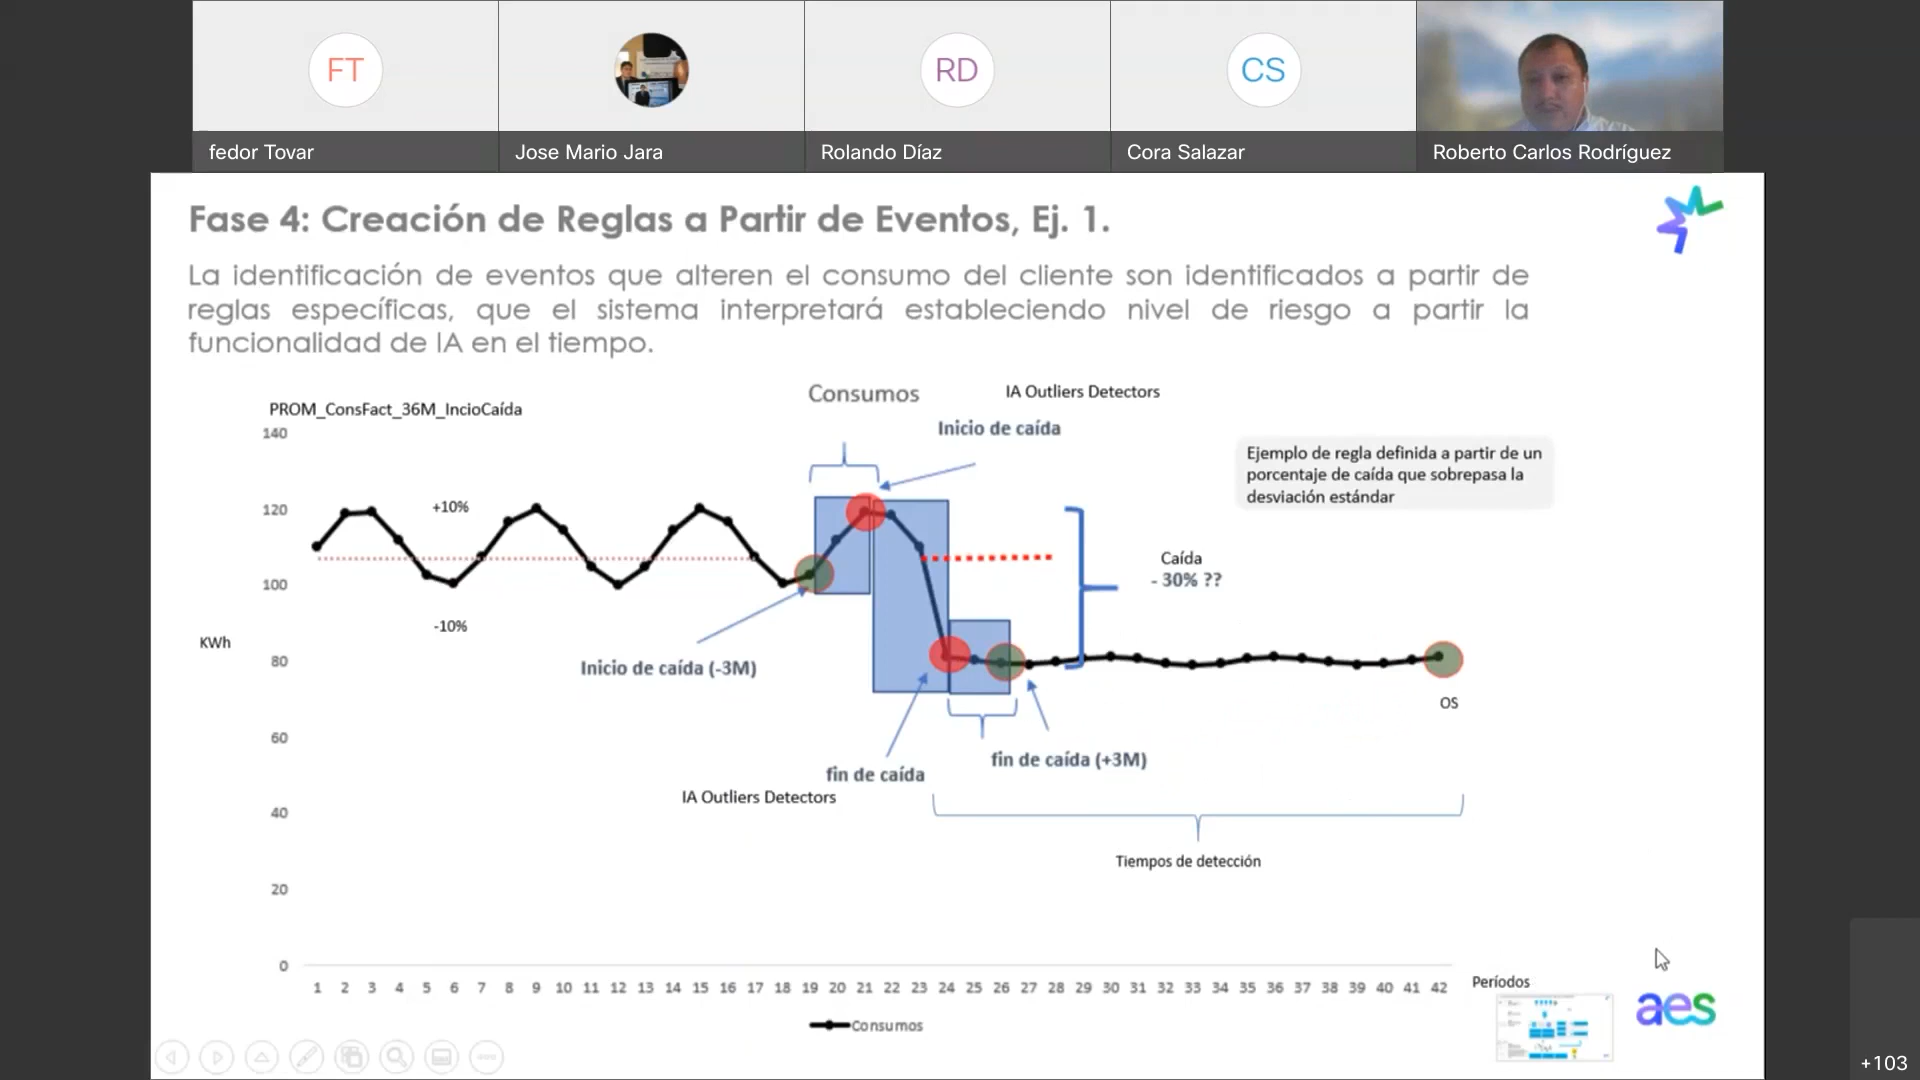 FT
RD
CS
fedor Tovar
Jose Mario Jara
Rolando Díaz
Cora Salazar
Roberto Carlos Rodríguez
Fase 4: Creación de Reglas a Partir de Eventos, Ej. 1.
La identificación de eventos que alteren el consumo del cliente son identificados a partir de
reglas específicas, que el sistema interpretará estableciendo nivel de riesgo a partir la
funcionalidad de IA en el tiempo.
Consumos
IA Outliers Detectors
PROM_ConsFact_36M_IncioCaída
Inicio de caída
140
Ejemplo de regla definida a partir de un
porcentaje de caída que sobrepasa la
desviación estándar
+10%
120
Caída
- 30% ??
100
-10%
KWh
80
Inicio de caída (-3M)
OS
60
fin de caída (+3M)
fin de caída
IA Outliers Detectors
40
Tiempos de detección
20
0
1 2 3 4 5 6 7 8 9 10 11 12 13 14 15 16 17 18 19 20 21 22 23 24 25 26 27 28 29 30 31 32 33 34 35 36 37 38 39 40 41 42
Períodos
aes
Consumos
+103